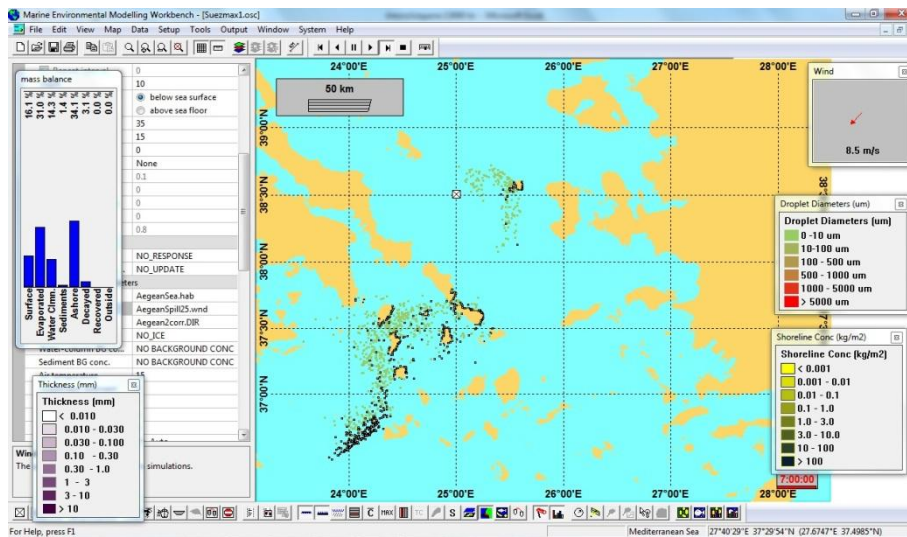 Marine Environmental Modelling Workbench - [Suezmax1.osc]
File Edit View Map Data Setup Tools Output Window System Help
mass balance
16.1 %
31.0 %
14.3 %
1.4 %
34.1 %
3.1 %
0.0 %
0.0 %
Surface
Evaporated
Water Clmn.
Sediments
Ashore
Decayed
Recovered
Outside
0
10
below sea surface
above sea floor
35
15
0
None
0.1
0
0
0
0.8
NO_RESPONSE
NO_UPDATE
AegeanSea.hab
AegeanSpill25.wnd
Aegean2corr.DIR
NO_ICE
NO BACKGROUND CONC
Sediment BG conc. NO BACKGROUND CONC
15
simulations.
Thickness (mm)
Thickness (mm)
< 0.010
0.010 - 0.030
0.030 - 0.100
0.10 - 0.30
0.30 - 1.0
1 - 3
3 - 10
> 10
24°00'E 25°00'E 26°00'E 27°00'E 28°00'E
50 km
39°00'N
38°30'N
38°00'N
37°30'N
37°00'N
24°00'E 25°00'E 26°00'E 27°00'E 28°00'E
Wind
8.5 m/s
Droplet Diameters (um)
Droplet Diameters (um)
0-10 um
10-100 um
100 - 500 um
500 - 1000 um
1000 - 5000 um
> 5000 um
Shoreline Conc (kg/m2)
Shoreline Conc (kg/m2)
< 0.001
0.001 - 0.01
0.01 - 0.1
0.1 - 1.0
1.0 - 3.0
3.0 - 10.0
10 - 100
> 100
7:00:00
For Help, press F1
Mediterranean Sea 27°40'29"E 37°29'54"N (27.6747°E 37.4985°N)